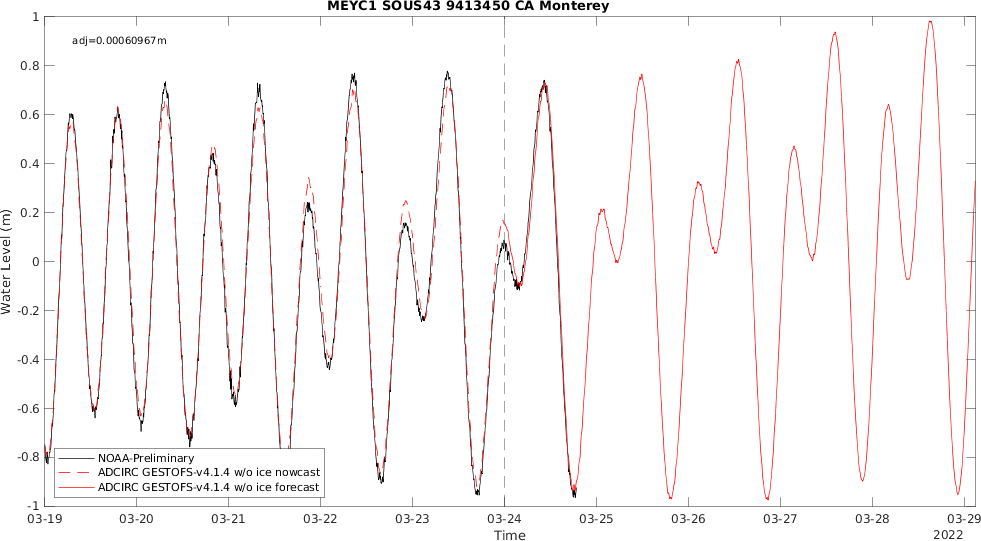 MEYC1 SOUS43 9413450 CA Monterey
1
adj=0.00060967m
0.8
0.6
0.4
0.2
0
-0.2
-0.4
-0.6
-0.8
-1
Water Level (m)
NOAA-Preliminary
ADCIRC GESTOFS-v4.1.4 w/o ice nowcast
ADCIRC GESTOFS-v4.1.4 w/o ice forecast
03-19 03-20 03-21 03-22 03-23 03-24 03-25 03-26 03-27 03-28 03-29
Time
2022